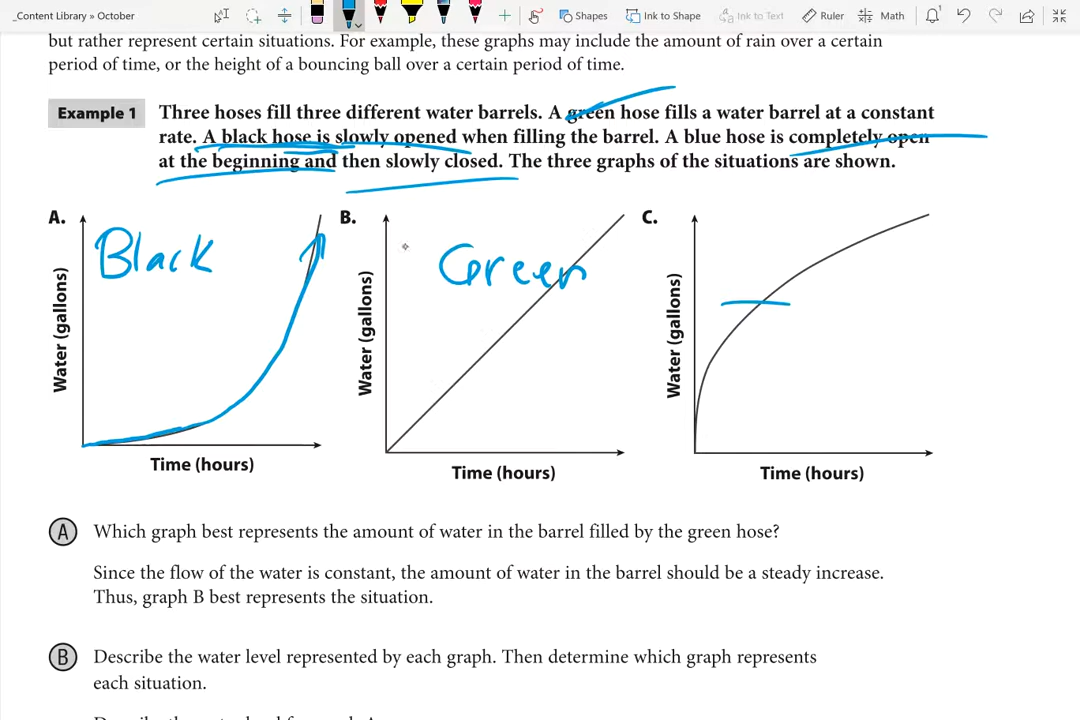 _Content Library » October
Shapes
Ink to Shape
Ink to Text
Ruler
Math
but rather represent certain situations. For example, these graphs may include the amount of rain over a certain
period of time, or the height of a bouncing ball over a certain period of time.
Example 1
Three hoses fill three different water barrels. A green hose fills a water barrel at a constant
rate. A black hose is slowly opened when filling the barrel. A blue hose is completely open
at the beginning and then slowly closed. The three graphs of the situations are shown.
A.
Black
Water (gallons)
Time (hours)
B.
Green
Water (gallons)
Time (hours)
C.
Water (gallons)
Time (hours)
A Which graph best represents the amount of water in the barrel filled by the green hose?
Since the flow of the water is constant, the amount of water in the barrel should be a steady increase.
Thus, graph B best represents the situation.
B Describe the water level represented by each graph. Then determine which graph represents
each situation.